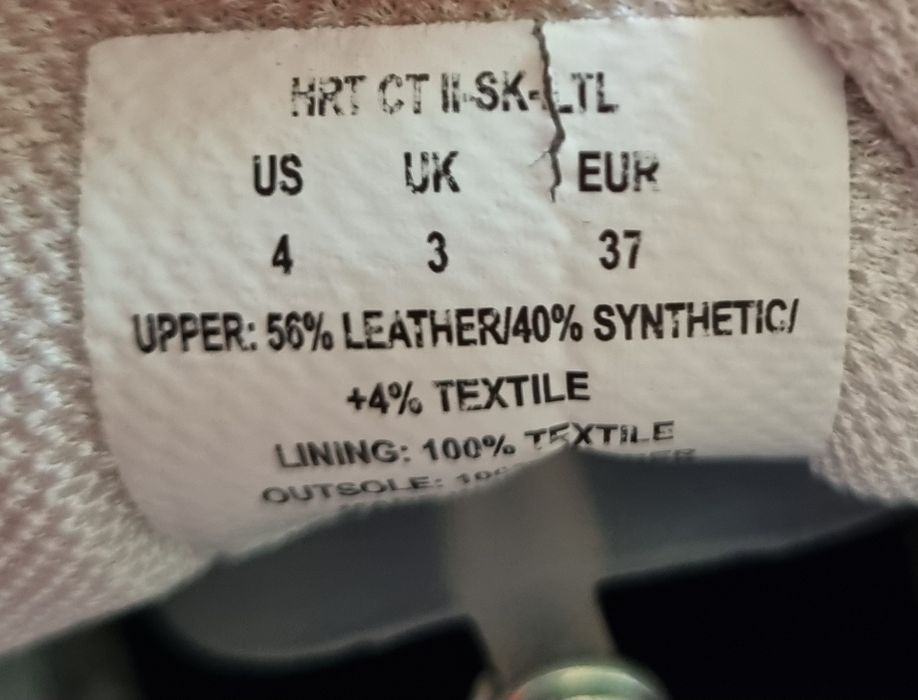 HRT CT II-SK-LTL
US UK EUR
4 3 37
UPPER: 56% LEATHER/40% SYNTHETIC/
+4% TEXTILE
LINING: 100% TEXTILE
OUTSOLE: